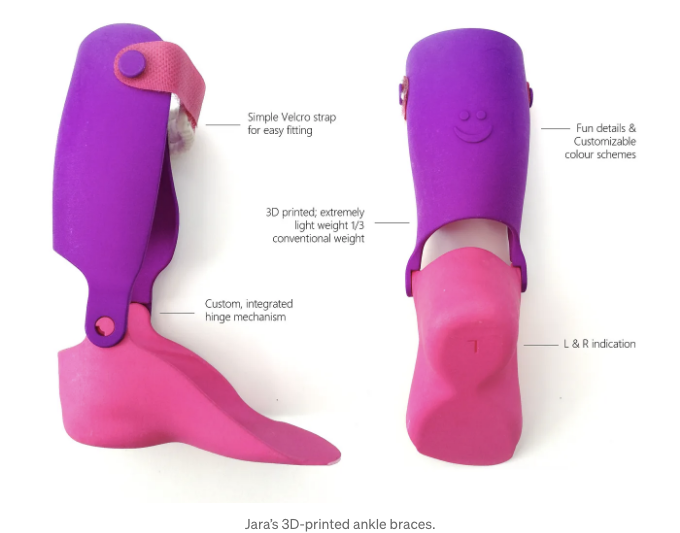 Simple Velcro strap
for easy fitting
Fun details &
Customizable
colour schemes
3D printed; extremely
light weight 1/3
conventional weight
Custom, integrated
hinge mechanism
L & R indication
L
Jara's 3D-printed ankle braces.